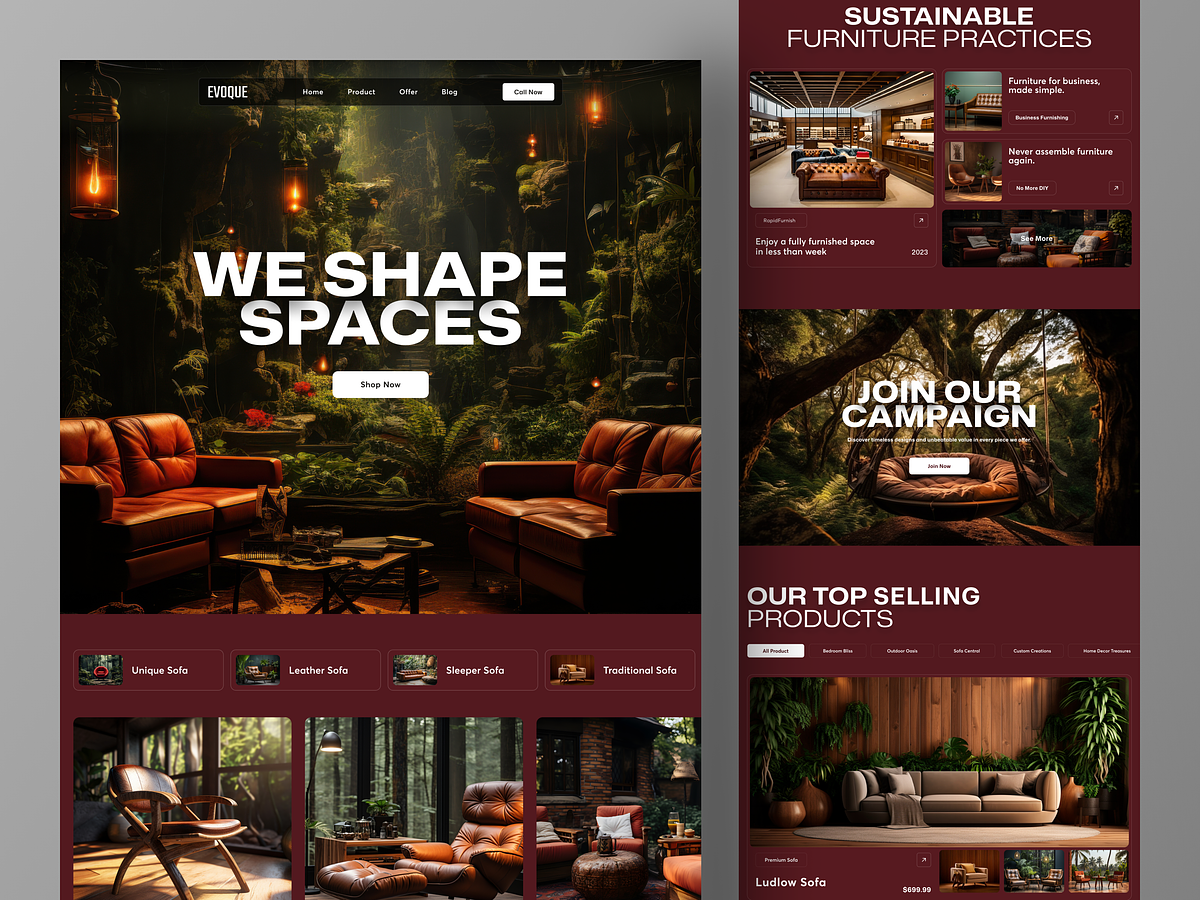 EVOQUE
Home
Product
Offer
Blog
Call Now
WE SHAPE
SPACES
Shop Now
Unique Sofa
Leather Sofa
Sleeper Sofa
Traditional Sofa
SUSTAINABLE
FURNITURE PRACTICES
RapidFurnish
Enjoy a fully furnished space
in less than week
2023
Furniture for business,
made simple.
Business Furnishing
Never assemble furniture
again.
No More DIY
See More
JOIN OUR
CAMPAIGN
Discover timeless designs and unbeatable value in every piece we offer.
Join Now
OUR TOP SELLING
PRODUCTS
All Product
Bedroom Bliss
Outdoor Oasis
Sofa Central
Custom Creations
Home Decor Treasures
Premium Sofa
Ludlow Sofa
$699.99